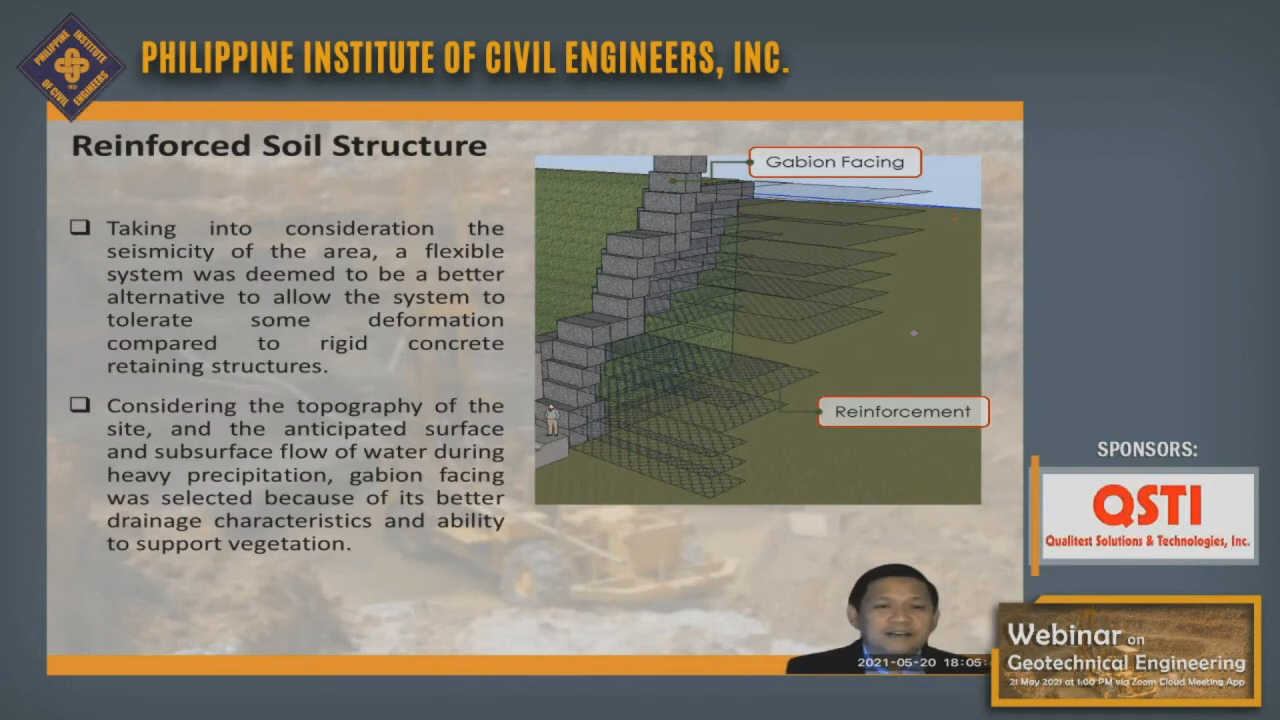 PHILIPPINE INSTITUTE
OF CIVIL ENGINEERS
PHILIPPINE INSTITUTE OF CIVIL ENGINEERS, INC.
Reinforced Soil Structure
Taking into consideration the
seismicity of the area, a flexible
system was deemed to be a better
alternative to allow the system to
tolerate some deformation
compared to rigid concrete
retaining structures.
Considering the topography of the
site, and the anticipated surface
and subsurface flow of water during
heavy precipitation, gabion facing
was selected because of its better
drainage characteristics and ability
to support vegetation.
Gabion Facing
Reinforcement
2021-05-20 18:05:
SPONSORS:
QSTI
Qualitest Solutions & Technologies, Inc.
Webinar on
Geotechnical Engineering
21 May 2021 at 1:00 PM via Zoom Cloud Meeting App